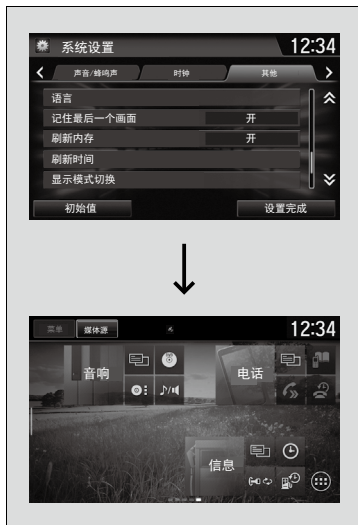 系统设置 12:34
声音/蜂鸣声 时钟 其他
语言
记住最后一个画面 开
刷新内存 开
刷新时间
显示模式切换
初始值 设置完成
菜单 媒体源 12:34
音响 电话
信息